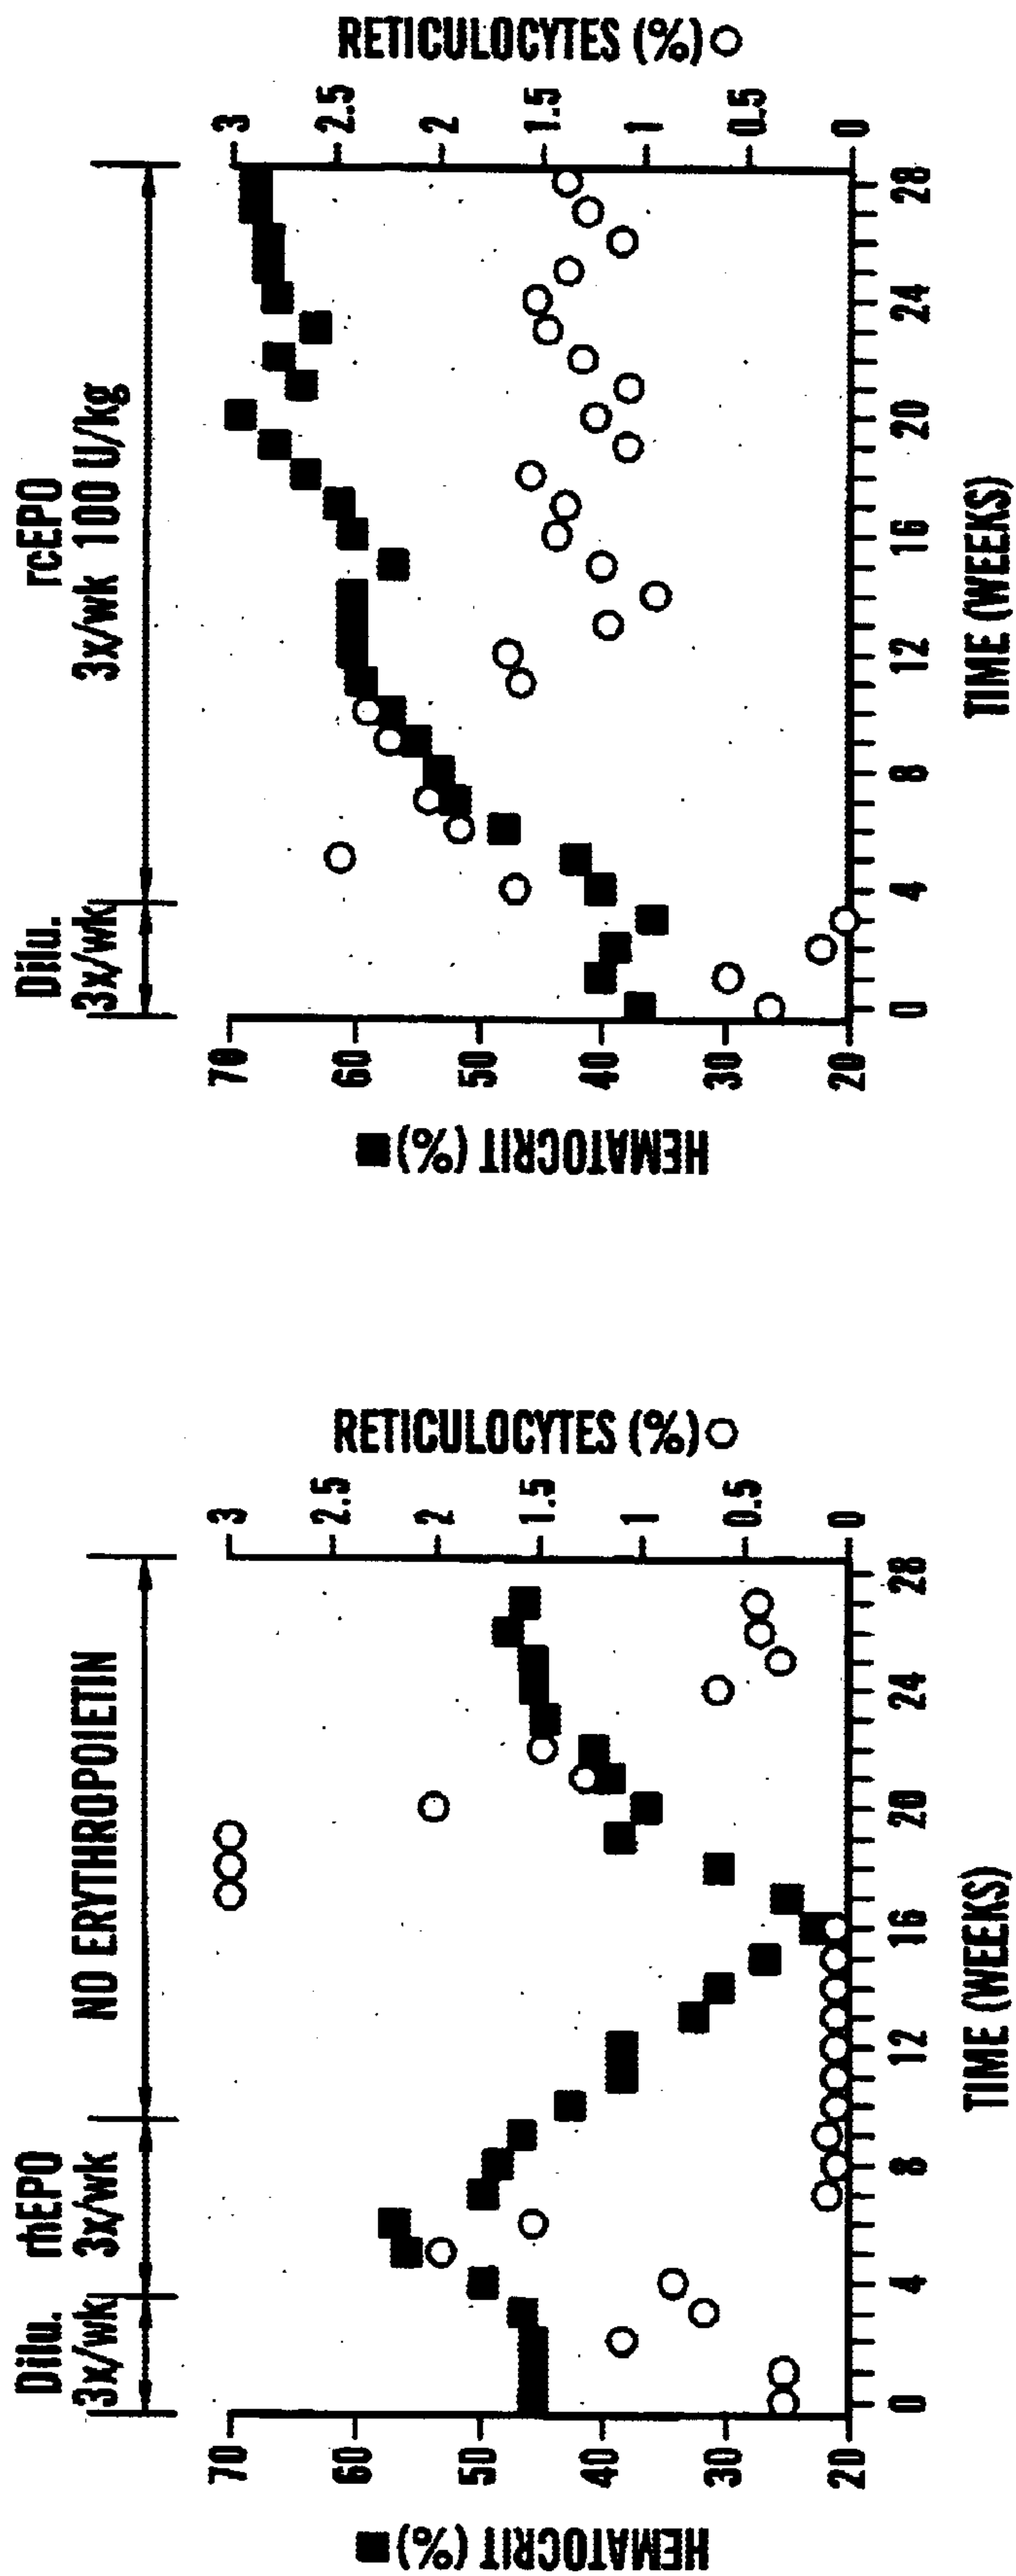 Dilu. rhEPO NO ERYTHROPOIETIN
3x/wk 3x/wk
70 3
60 2.5
50 2
1.5
40 1
30 0.5
20 0
HEMATOCRIT (%)
RETICULOCYTES (%)
0 4 8 12 16 20 24 28
TIME (WEEKS)
Dilu. rcEPO
3x/wk 3x/wk 100 U/kg
70 3
60 2.5
50 2
1.5
40 1
30 0.5
20 0
HEMATOCRIT (%)
RETICULOCYTES (%)
0 4 8 12 16 20 24 28
TIME (WEEKS)